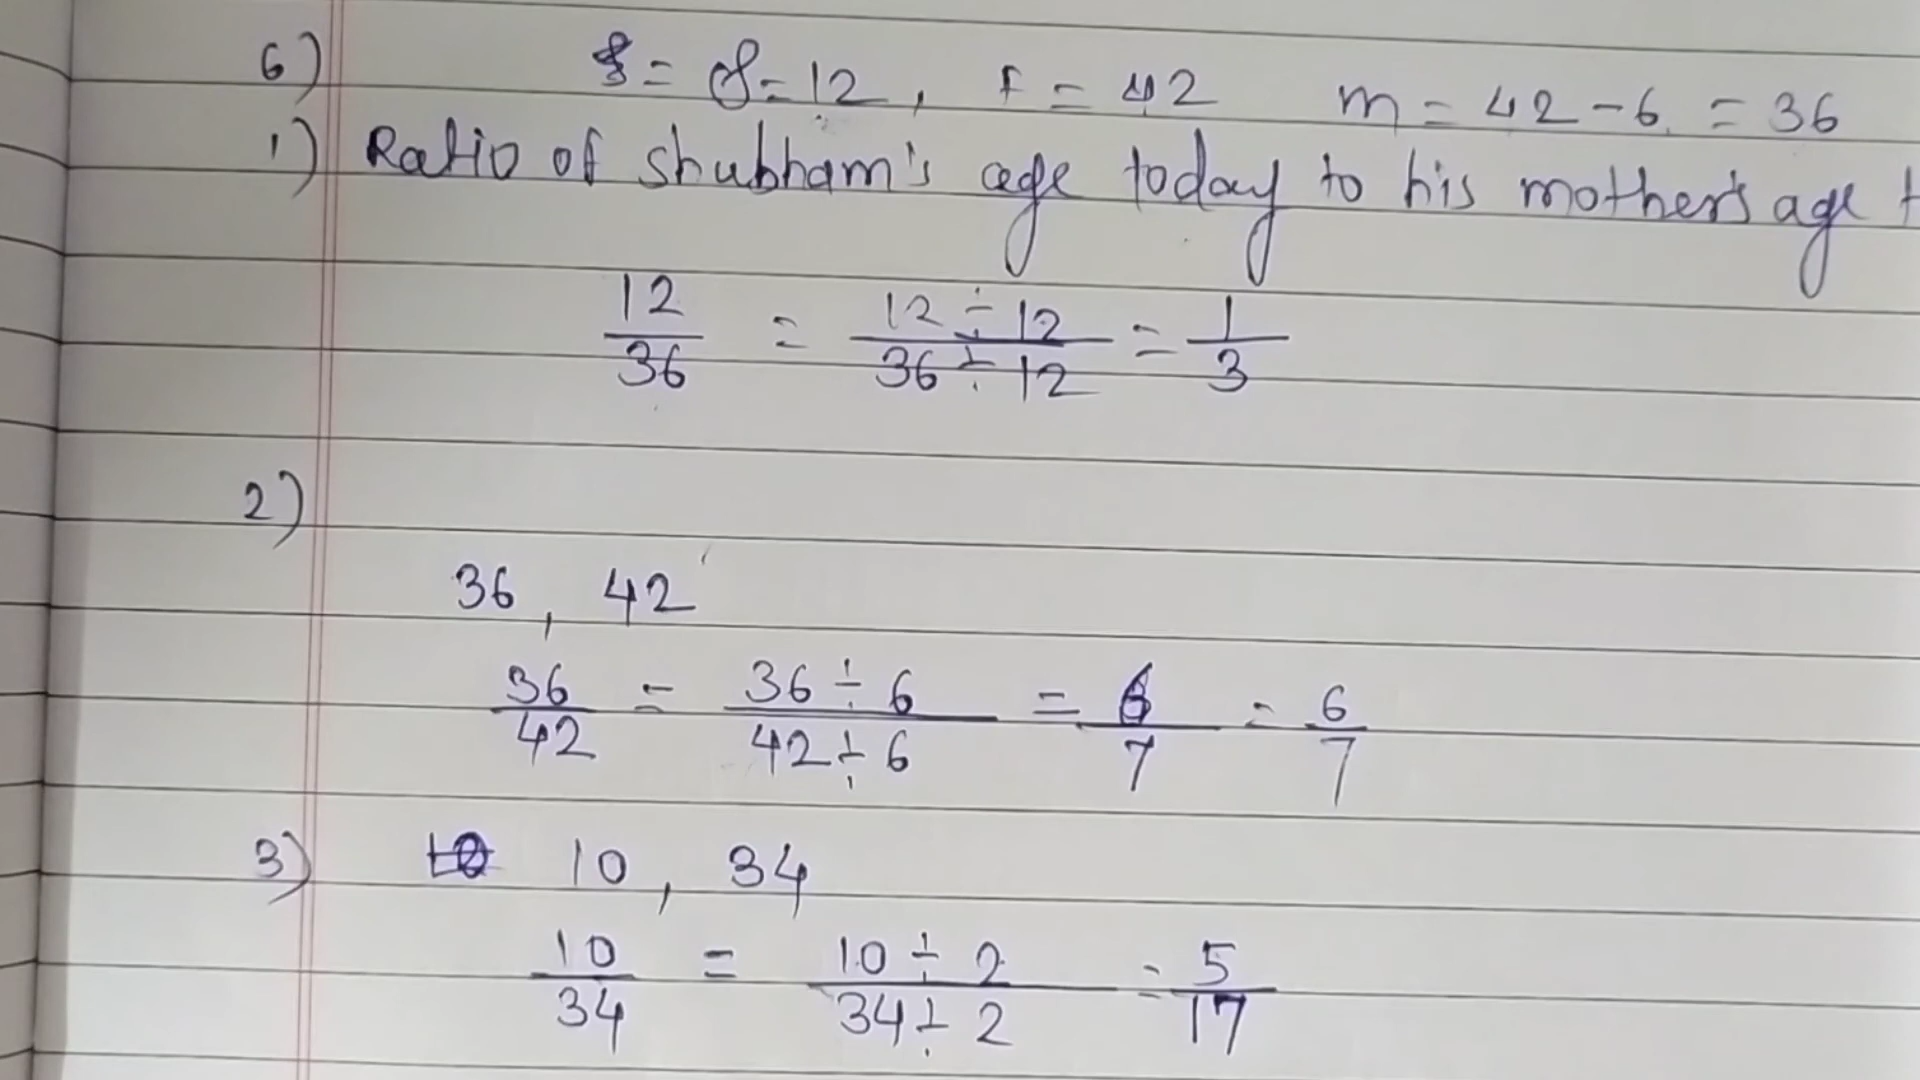 6) S = 12, F = 42 m = 42 - 6 = 36
1) Ratio of Shubham's age today to his mother's age
12/36 = 12 ÷ 12 / 36 ÷ 12 = 1/3
2)
36, 42
36/42 = 36 ÷ 6 / 42 ÷ 6 = 6/7 = 6/7
3) 10, 34
10/34 = 10 ÷ 2 / 34 ÷ 2 = 5/17